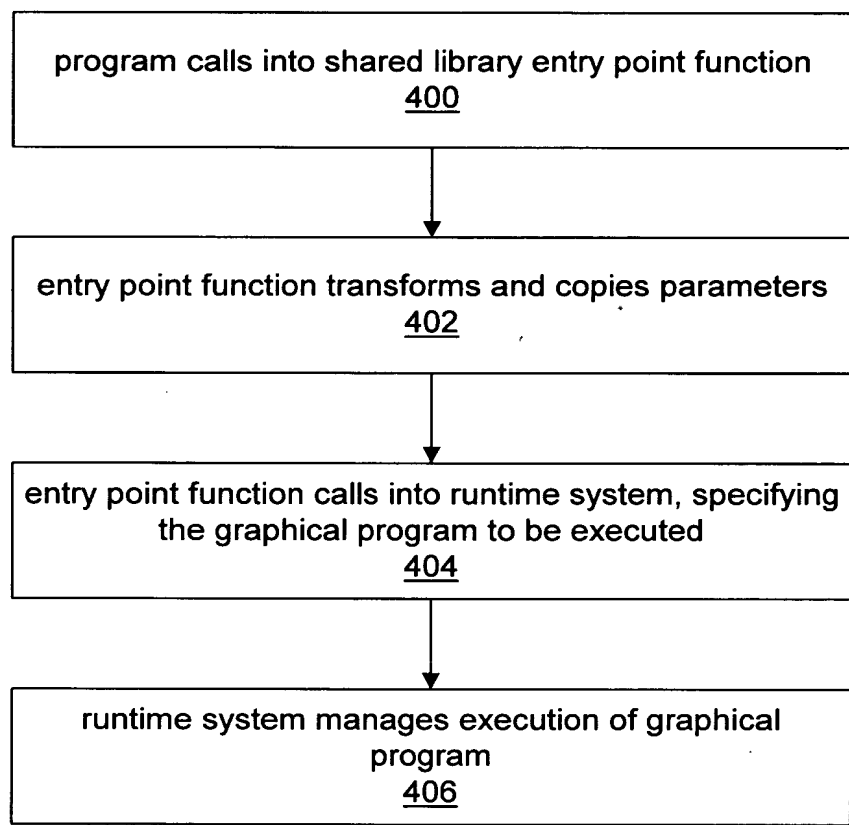 program calls into shared library entry point function
400
entry point function transforms and copies parameters
402
entry point function calls into runtime system, specifying
the graphical program to be executed
404
runtime system manages execution of graphical
program
406